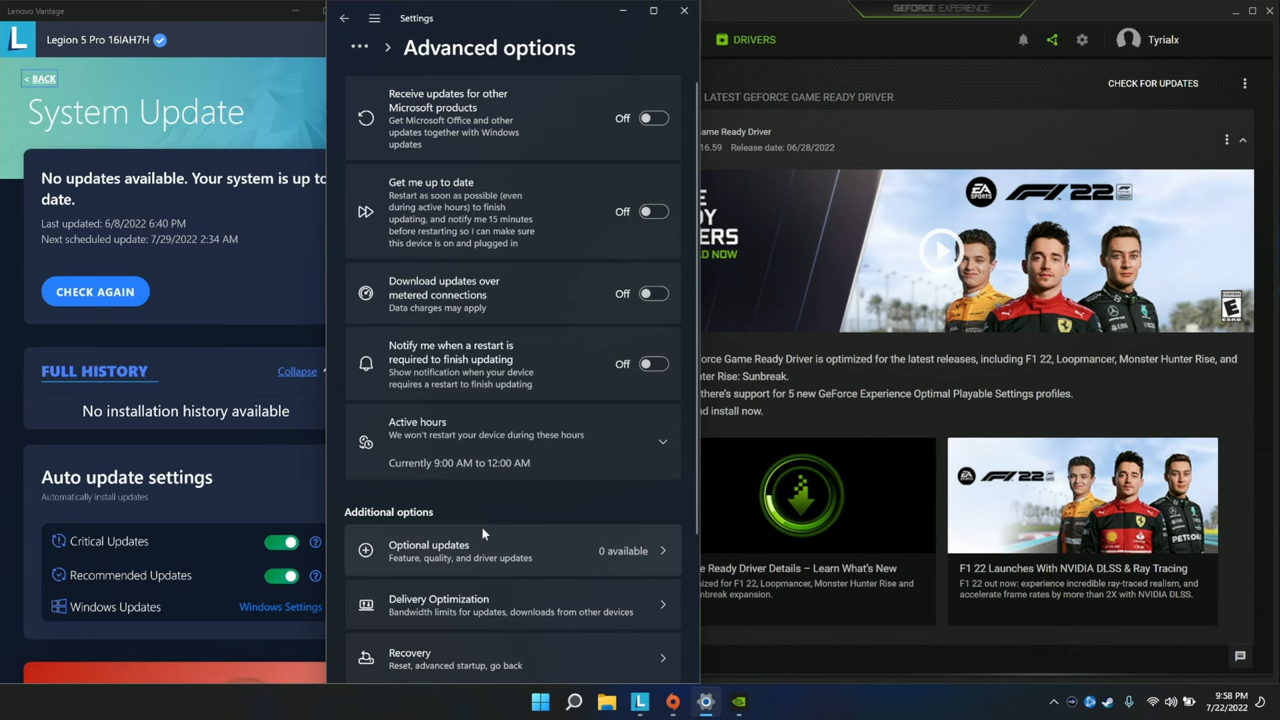 Lenovo Vantage
L
Legion 5 Pro 16IAH7H
< BACK
System Update
No updates available. Your system is up to
date.
Last updated: 6/8/2022 6:40 PM
Next scheduled update: 7/29/2022 2:34 AM
CHECK AGAIN
FULL HISTORY
Collapse
No installation history available
Auto update settings
Automatically install updates
Critical Updates
?
Recommended Updates
?
Windows Updates
Windows Settings
Settings
Advanced options
Receive updates for other
Microsoft products
Get Microsoft Office and other
updates together with Windows
updates
Off
Get me up to date
Restart as soon as possible (even
during active hours) to finish
updating, and notify me 15 minutes
before restarting so I can make sure
this device is on and plugged in
Off
Download updates over
metered connections
Data charges may apply
Off
Notify me when a restart is
required to finish updating
Show notification when your device
requires a restart to finish updating
Off
Active hours
We won't restart your device during these hours
Currently 9:00 AM to 12:00 AM
Additional options
Optional updates
Feature, quality, and driver updates
0 available
Delivery Optimization
Bandwidth limits for updates, downloads from other devices
Recovery
Reset, advanced startup, go back
GEFORCE EXPERIENCE
DRIVERS
Tyrialx
LATEST GEFORCE GAME READY DRIVER
CHECK FOR UPDATES
ame Ready Driver
16.59 Release date: 06/28/2022
EA SPORTS F1 22
E
DY
ERS
D NOW
E
ESRB
orce Game Ready Driver is optimized for the latest releases, including F1 22, Loopmancer, Monster Hunter Rise, and
ter Rise: Sunbreak.
there's support for 5 new GeForce Experience Optimal Playable Settings profiles.
nd install now.
e Ready Driver Details – Learn What's New
mized for F1 22, Loopmancer, Monster Hunter Rise and
nbreak expansion.
F1 22
F1 22 Launches With NVIDIA DLSS & Ray Tracing
F1 22 out now: experience incredible ray-traced realism, and
accelerate frame rates by more than 2X with NVIDIA DLSS.
L
9:58 PM
7/22/2022